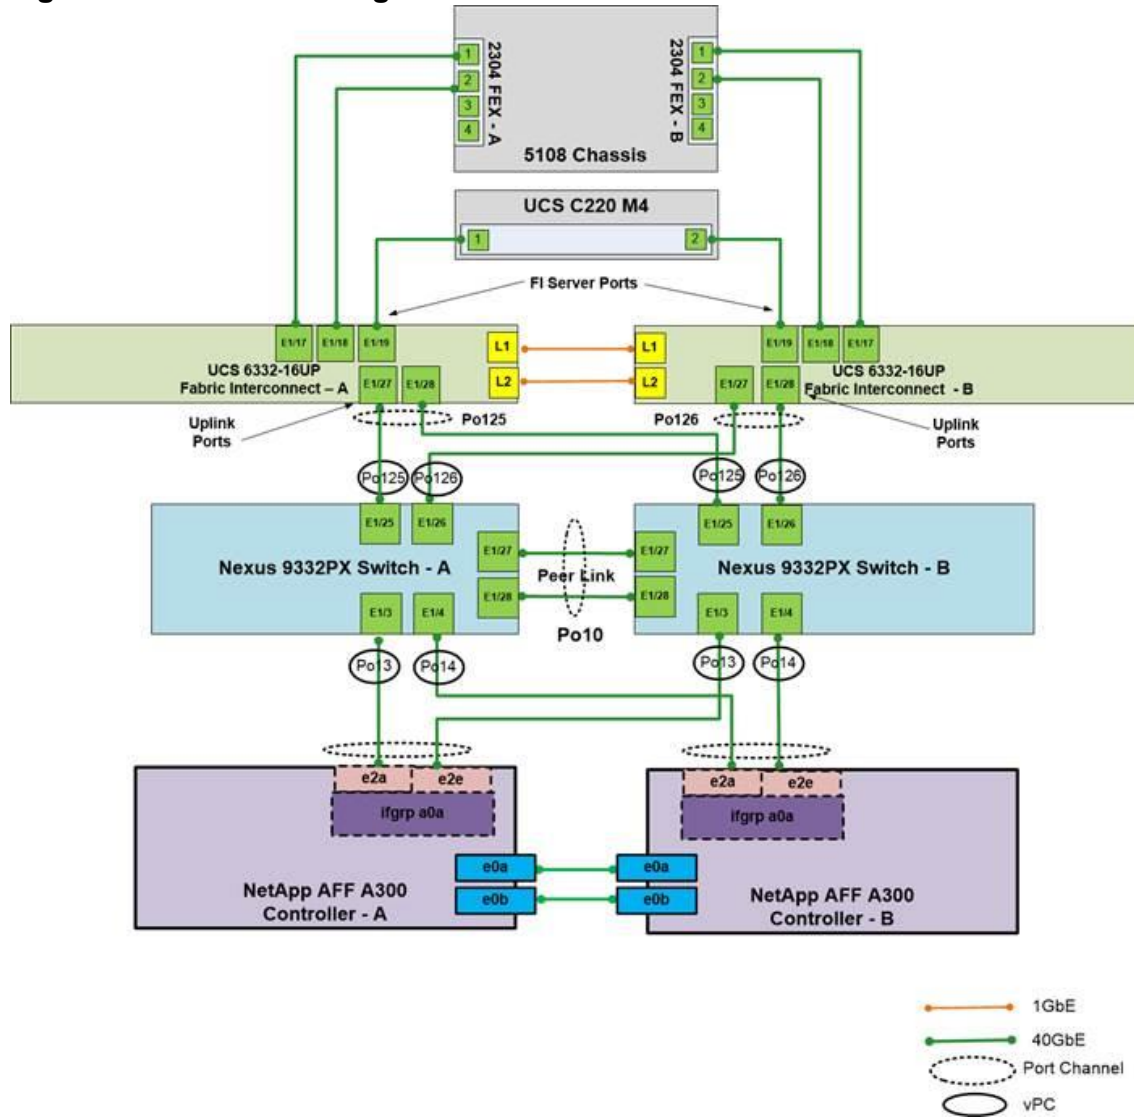 1
2
3
4
2304 FEX - A
1
2
3
4
2304 FEX - B
5108 Chassis
UCS C220 M4
1
2
FI Server Ports
E1/17
E1/18
E1/19
L1
L1
E1/19
E1/18
E1/17
UCS 6332-16UP
Fabric Interconnect – A
E1/27
E1/28
L2
L2
E1/27
E1/28
UCS 6332-16UP
Fabric Interconnect - B
Uplink
Ports
Po125
Po126
Uplink
Ports
Po125
Po126
Po125
Po126
E1/25
E1/26
E1/25
E1/26
Nexus 9332PX Switch - A
E1/27
E1/28
Peer Link
E1/27
E1/28
Nexus 9332PX Switch - B
E1/3
E1/4
Po10
E1/3
E1/4
Po13
Po14
Po13
Po14
e2a
e2e
ifgrp a0a
e2a
e2e
ifgrp a0a
e0a
e0b
e0a
e0b
NetApp AFF A300
Controller - A
NetApp AFF A300
Controller - B
1GbE
40GbE
Port Channel
vPC